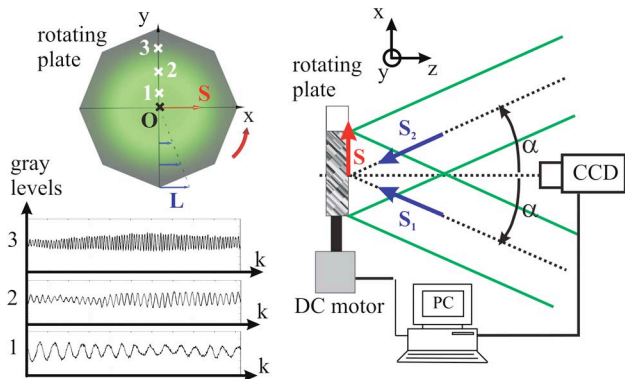 y
rotating
plate
3
2
1
S
O
x
L
gray
levels
3
k
2
k
1
k
x
y
z
rotating
plate
S
S₂
α
CCD
S₁
α
DC motor
PC